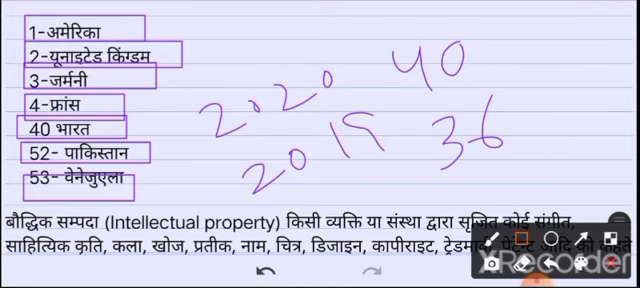 1-अमेरिका
2-यूनाइटेड किंग्डम
3-जर्मनी
4-फ्रांस
40 भारत
52- पाकिस्तान
53- वेनेजुएला
2020 40
2019 36
बौद्धिक सम्पदा (Intellectual property) किसी व्यक्ति या संस्था द्वारा सृजित कोई संगीत,
साहित्यिक कृति, कला, खोज, प्रतीक, नाम, चित्र, डिजाइन, कापीराइट, ट्रेडमार्क, पेटेन्ट आदि को कहते
XRecorder